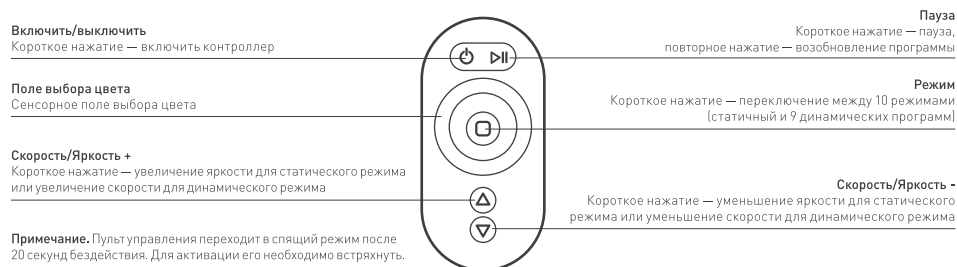 Включить/выключить
Короткое нажатие — включить контроллер
Поле выбора цвета
Сенсорное поле выбора цвета
Скорость/Яркость +
Короткое нажатие — увеличение яркости для статического режима
или увеличение скорости для динамического режима
Примечание. Пульт управления переходит в спящий режим после
20 секунд бездействия. Для активации его необходимо встряхнуть.
Пауза
Короткое нажатие — пауза,
повторное нажатие — возобновление программы
Режим
Короткое нажатие — переключение между 10 режимами
(статичный и 9 динамических программ)
Скорость/Яркость -
Короткое нажатие — уменьшение яркости для статического
режима или уменьшение скорости для динамического режима